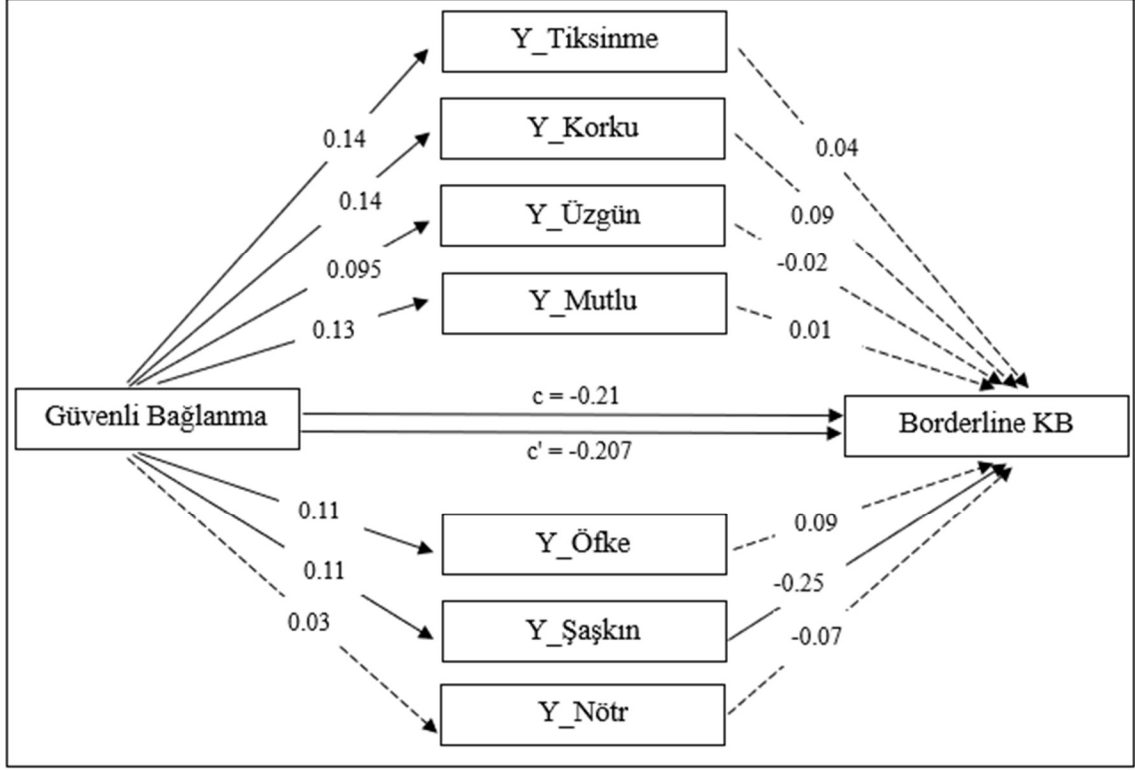 Y_Tiksinme
0.14
0.04
Y_Korku
0.14
0.09
Y_Üzgün
0.095
-0.02
Y_Mutlu
0.13
0.01
Güvenli Bağlanma
c = -0.21
c' = -0.207
Borderline KB
0.11
Y_Öfke
0.09
0.11
Y_Şaşkın
-0.25
0.03
Y_Nötr
-0.07